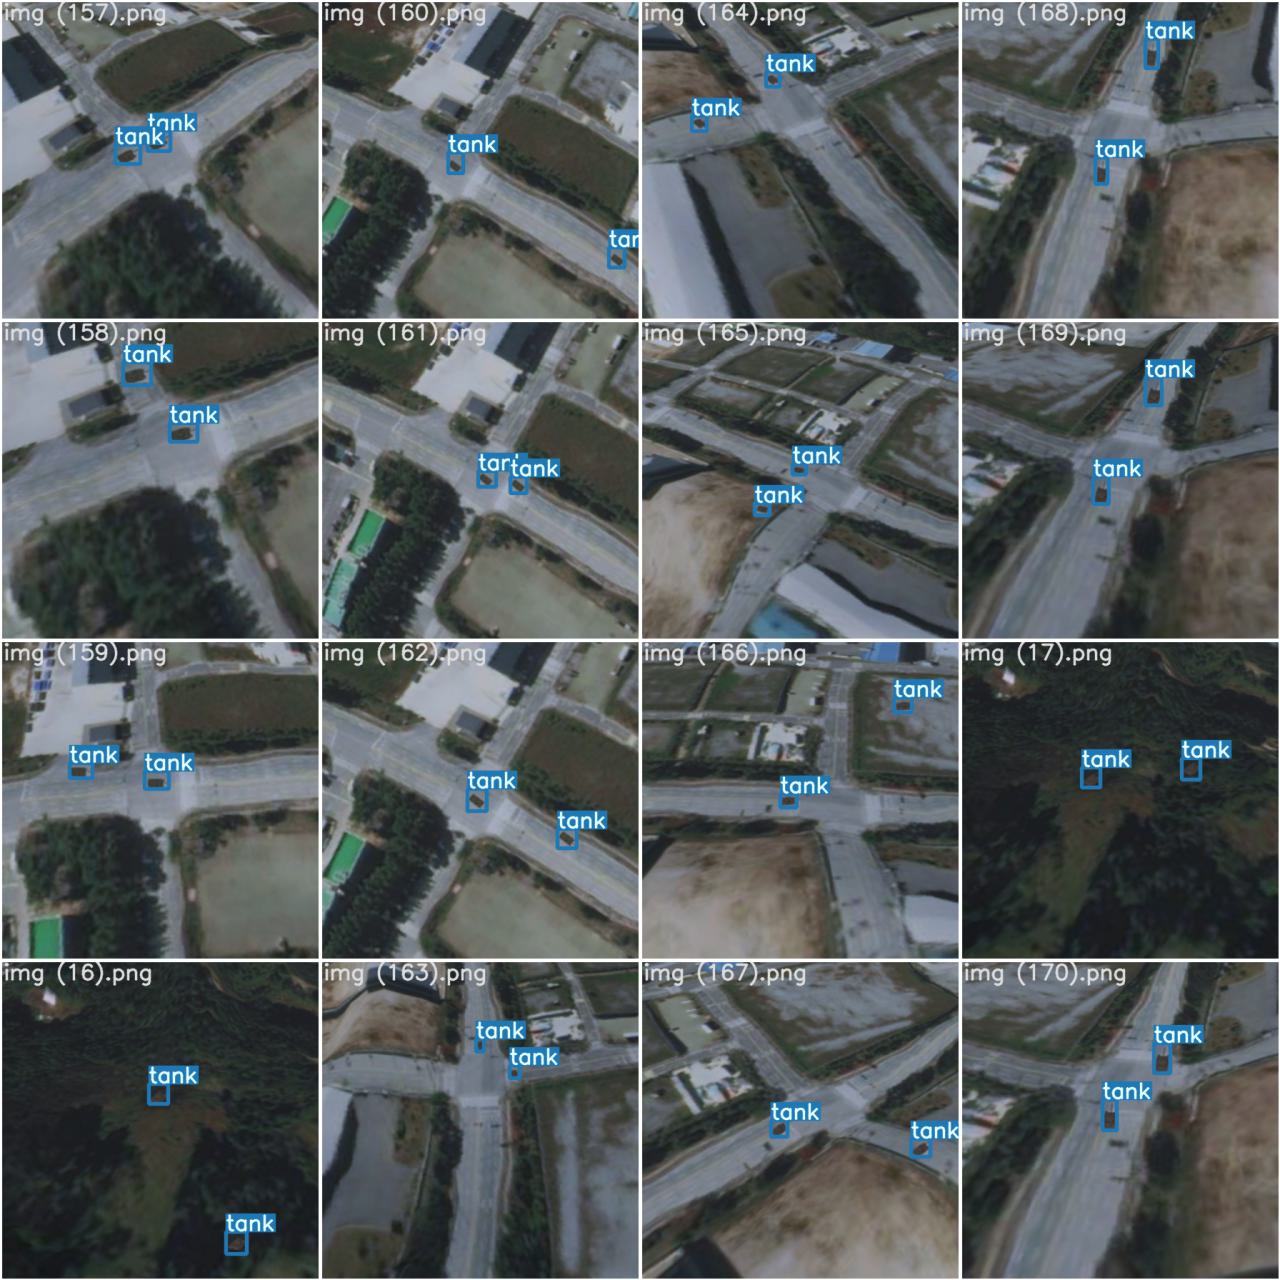 img (157).png
tank
tank
img (160).png
tank
tar
img (164).png
tank
tank
img (168).png
tank
tank
img (158).png
tank
tank
img (161).png
tank
tank
img (165).png
tank
tank
img (169).png
tank
tank
img (159).png
tank
tank
img (162).png
tank
tank
img (166).png
tank
tank
img (17).png
tank
tank
img (16).png
tank
tank
img (163).png
tank
tank
img (167).png
tank
tank
img (170).png
tank
tank